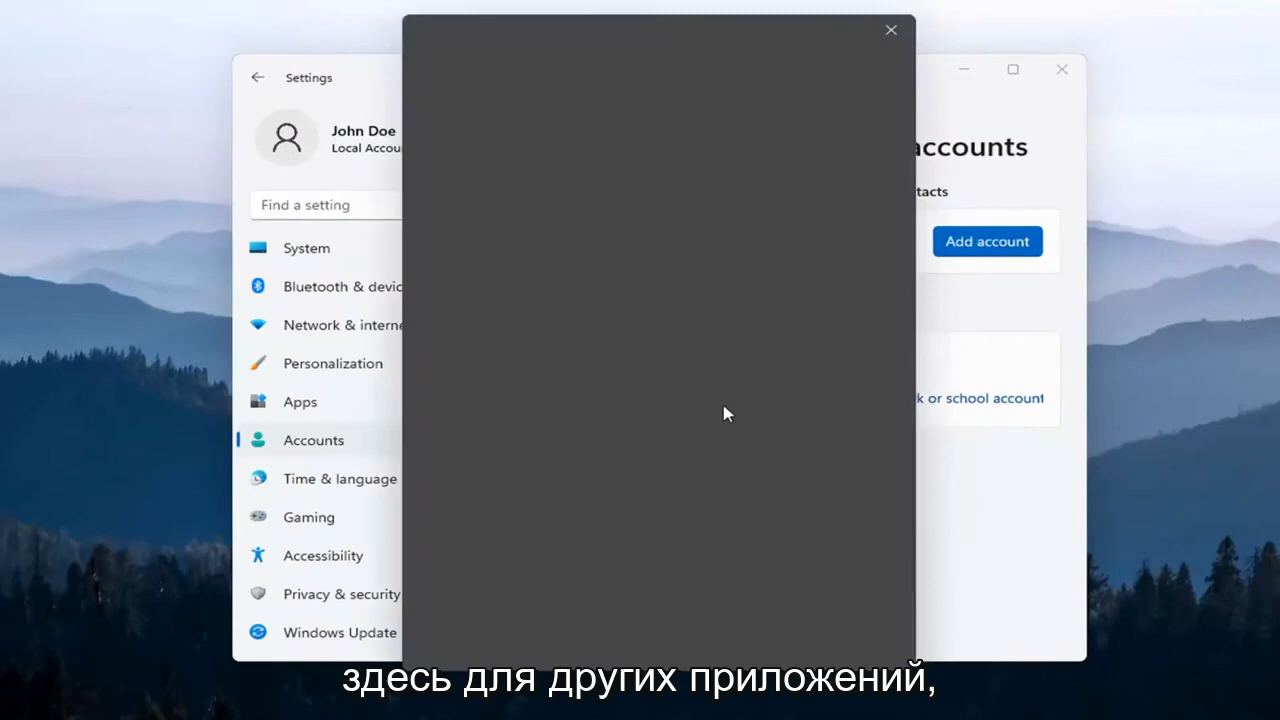 Settings
John Doe
Local Accou
Find a setting
System
Bluetooth & devic
Network & interne
Personalization
Apps
Accounts
Time & language
Gaming
Accessibility
Privacy & security
Windows Update
accounts
tacts
Add account
k or school account
здесь для других приложений,